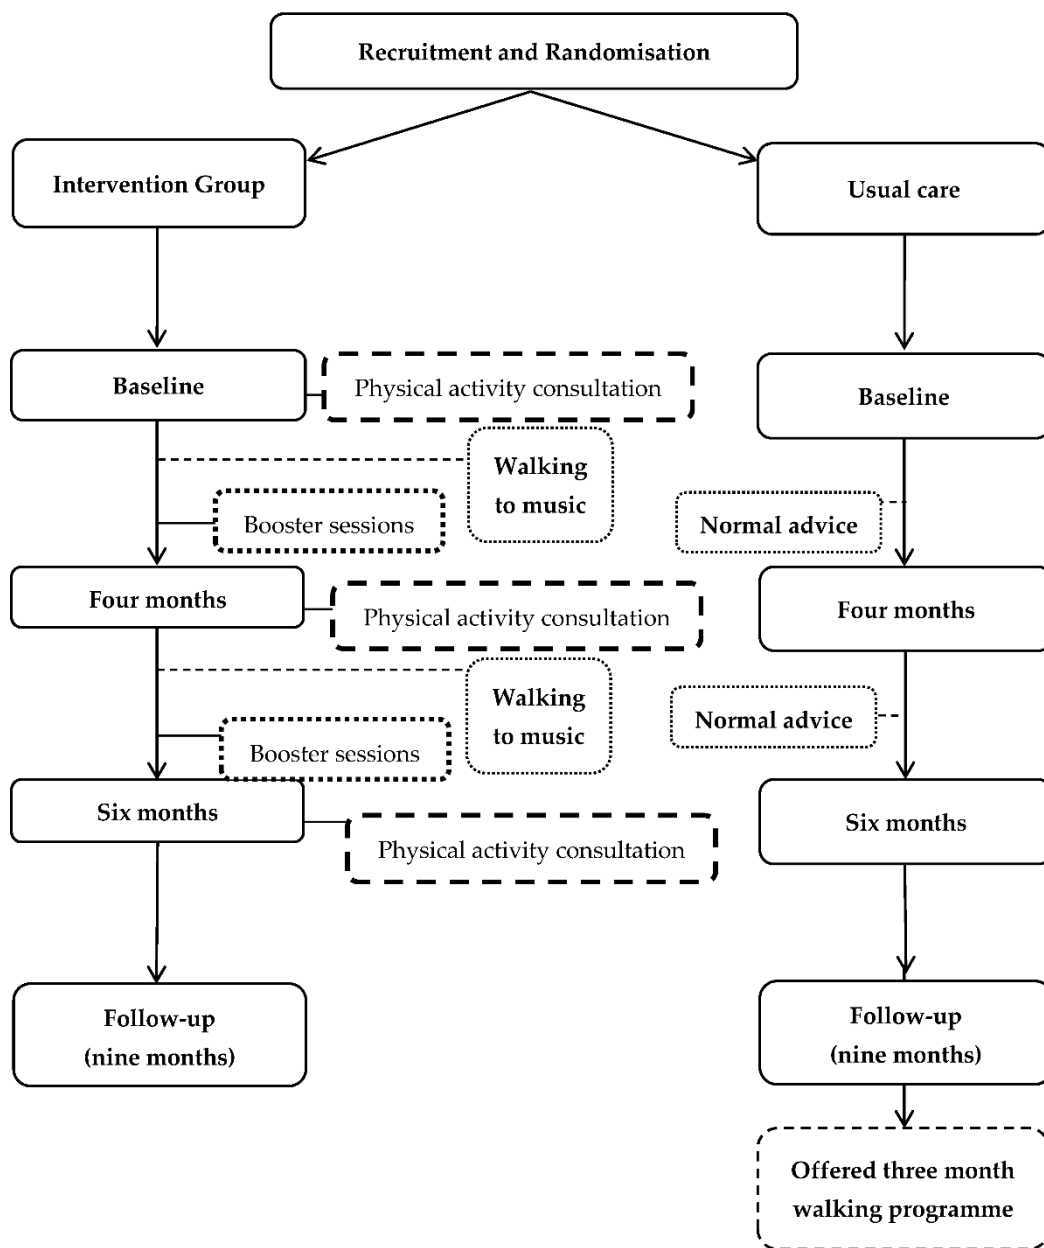 Recruitment and Randomisation
Intervention Group
Usual care
Baseline
Physical activity consultation
Baseline
Walking
to music
Booster sessions
Normal advice
Four months
Physical activity consultation
Four months
Walking
to music
Normal advice
Booster sessions
Six months
Physical activity consultation
Six months
Follow-up
(nine months)
Follow-up
(nine months)
Offered three month
walking programme